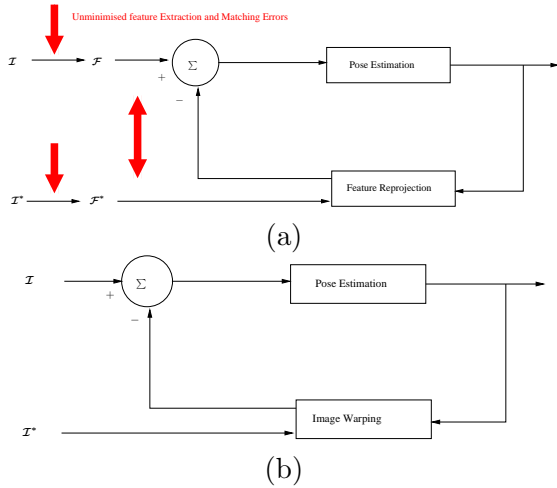 Unminimised feature Extraction and Matching Errors
I
F
Σ
+
−
Pose Estimation
I*
F*
Feature Reprojection
(a)
I
Σ
+
−
Pose Estimation
I*
Image Warping
(b)